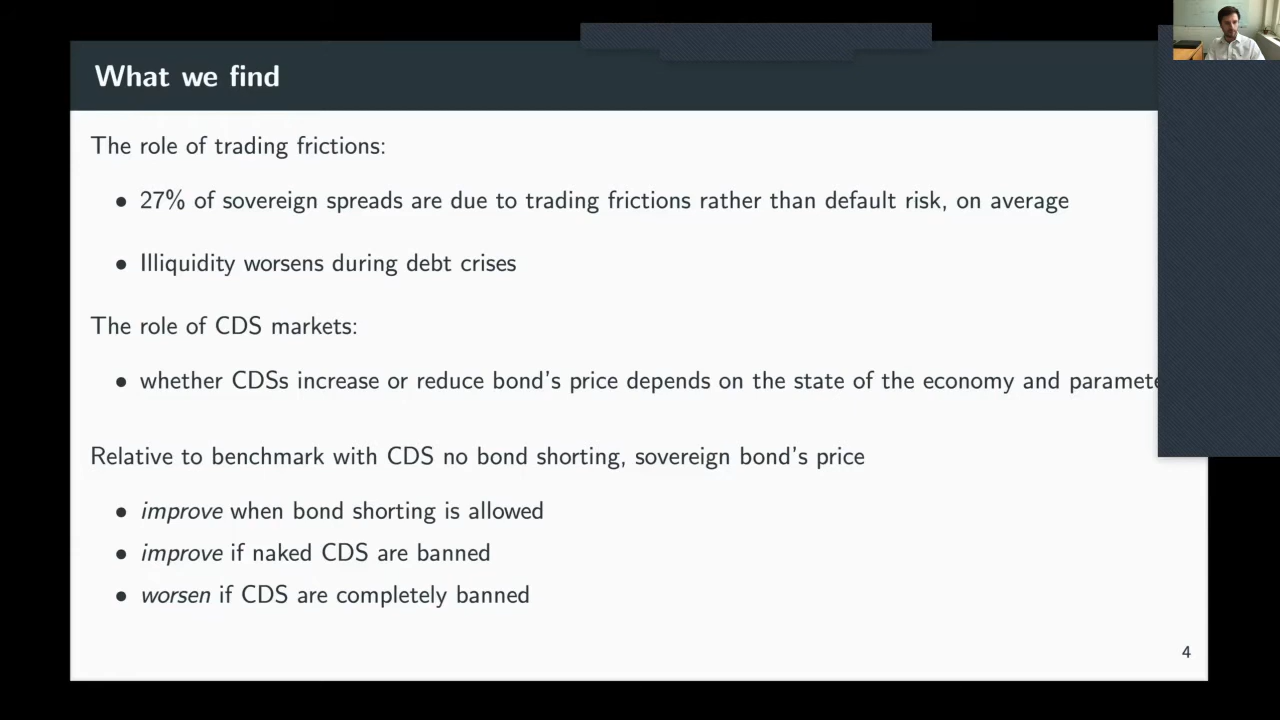 What we find
The role of trading frictions:
• 27% of sovereign spreads are due to trading frictions rather than default risk, on average
• Illiquidity worsens during debt crises
The role of CDS markets:
• whether CDSs increase or reduce bond's price depends on the state of the economy and
Relative to benchmark with CDS no bond shorting, sovereign bond's price
• improve when bond shorting is allowed
• improve if naked CDS are banned
• worsen if CDS are completely banned
4